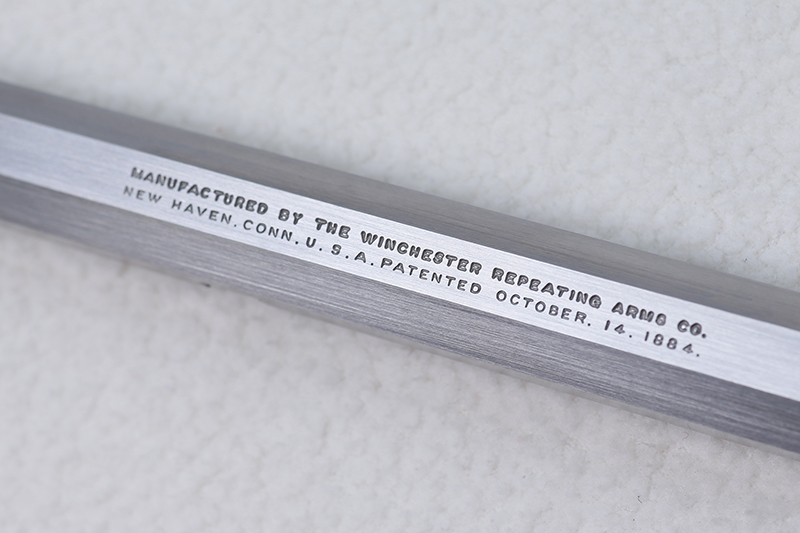 MANUFACTURED BY THE WINCHESTER REPEATING ARMS CO.
NEW HAVEN. CONN. U. S. A. PATENTED OCTOBER. 14. 1884.